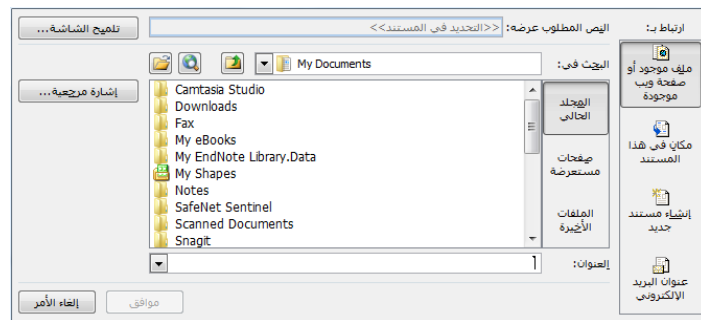 ارتباط بـ:
النص المطلوب عرضه: <<التحديد في المستند>>
تلميح الشاشة...
ملف موجود أو
صفحة ويب
موجودة
مكان في هذا
المستند
إنشاء مستند
جديد
عنوان البريد
الإلكتروني
البحث في:
My Documents
إشارة مرجعية...
المجلد
الحالي
صفحات
مستعرضة
الملفات
الأخيرة
Camtasia Studio
Downloads
Fax
My eBooks
My EndNote Library.Data
My Shapes
Notes
SafeNet Sentinel
Scanned Documents
Snagit
العنوان:
موافق
إلغاء الأمر